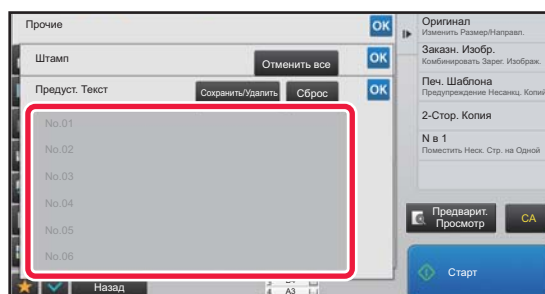 Прочие
OK
Штамп
Отменить все
OK
Предуст. Текст
Сохранить/Удалить
Сброс
OK
No.01
No.02
No.03
No.04
No.05
No.06
Назад
A3
Оригинал
Изменить Размер/Направл.
Заказн. Изобр.
Комбинировать Зарег. Изображ.
Печ. Шаблона
Предупреждение Несанкц. Копий
2-Стор. Копия
N в 1
Поместить Неск. Стр. на Одной
Предварит.
Просмотр
CA
Старт